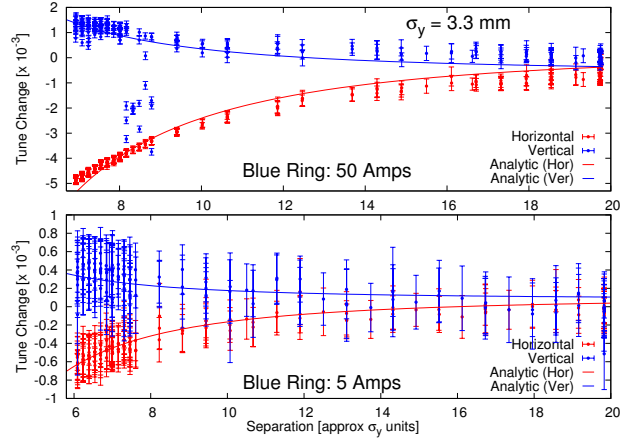 σy = 3.3 mm
Tune Change [x 10^-3]
2
1
0
-1
-2
-3
-4
-5
Blue Ring: 50 Amps
Horizontal
Vertical
Analytic (Hor)
Analytic (Ver)
8 10 12 14 16 18 20
Tune Change [x 10^-3]
1
0.8
0.6
0.4
0.2
0
-0.2
-0.4
-0.6
-0.8
-1
Horizontal
Vertical
Analytic (Hor)
Analytic (Ver)
Blue Ring: 5 Amps
6 8 10 12 14 16 18 20
Separation [approx σy units]